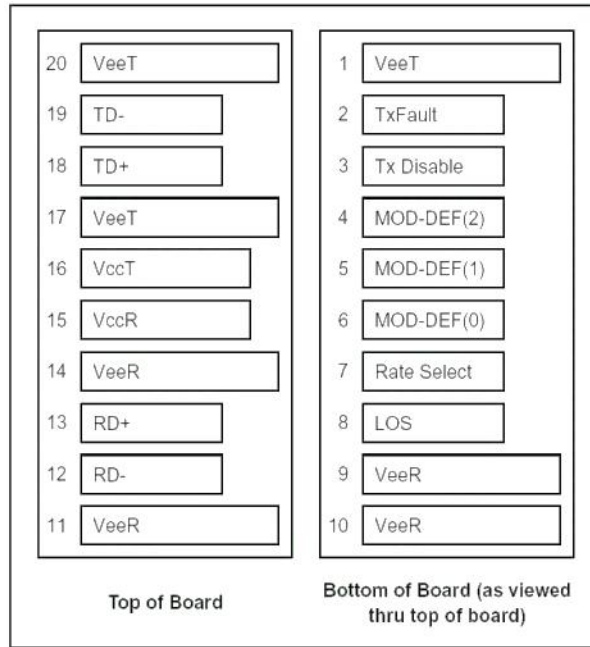 20 VeeT
19 TD-
18 TD+
17 VeeT
16 VccT
15 VccR
14 VeeR
13 RD+
12 RD-
11 VeeR
Top of Board
1 VeeT
2 TxFault
3 Tx Disable
4 MOD-DEF(2)
5 MOD-DEF(1)
6 MOD-DEF(0)
7 Rate Select
8 LOS
9 VeeR
10 VeeR
Bottom of Board (as viewed
thru top of board)